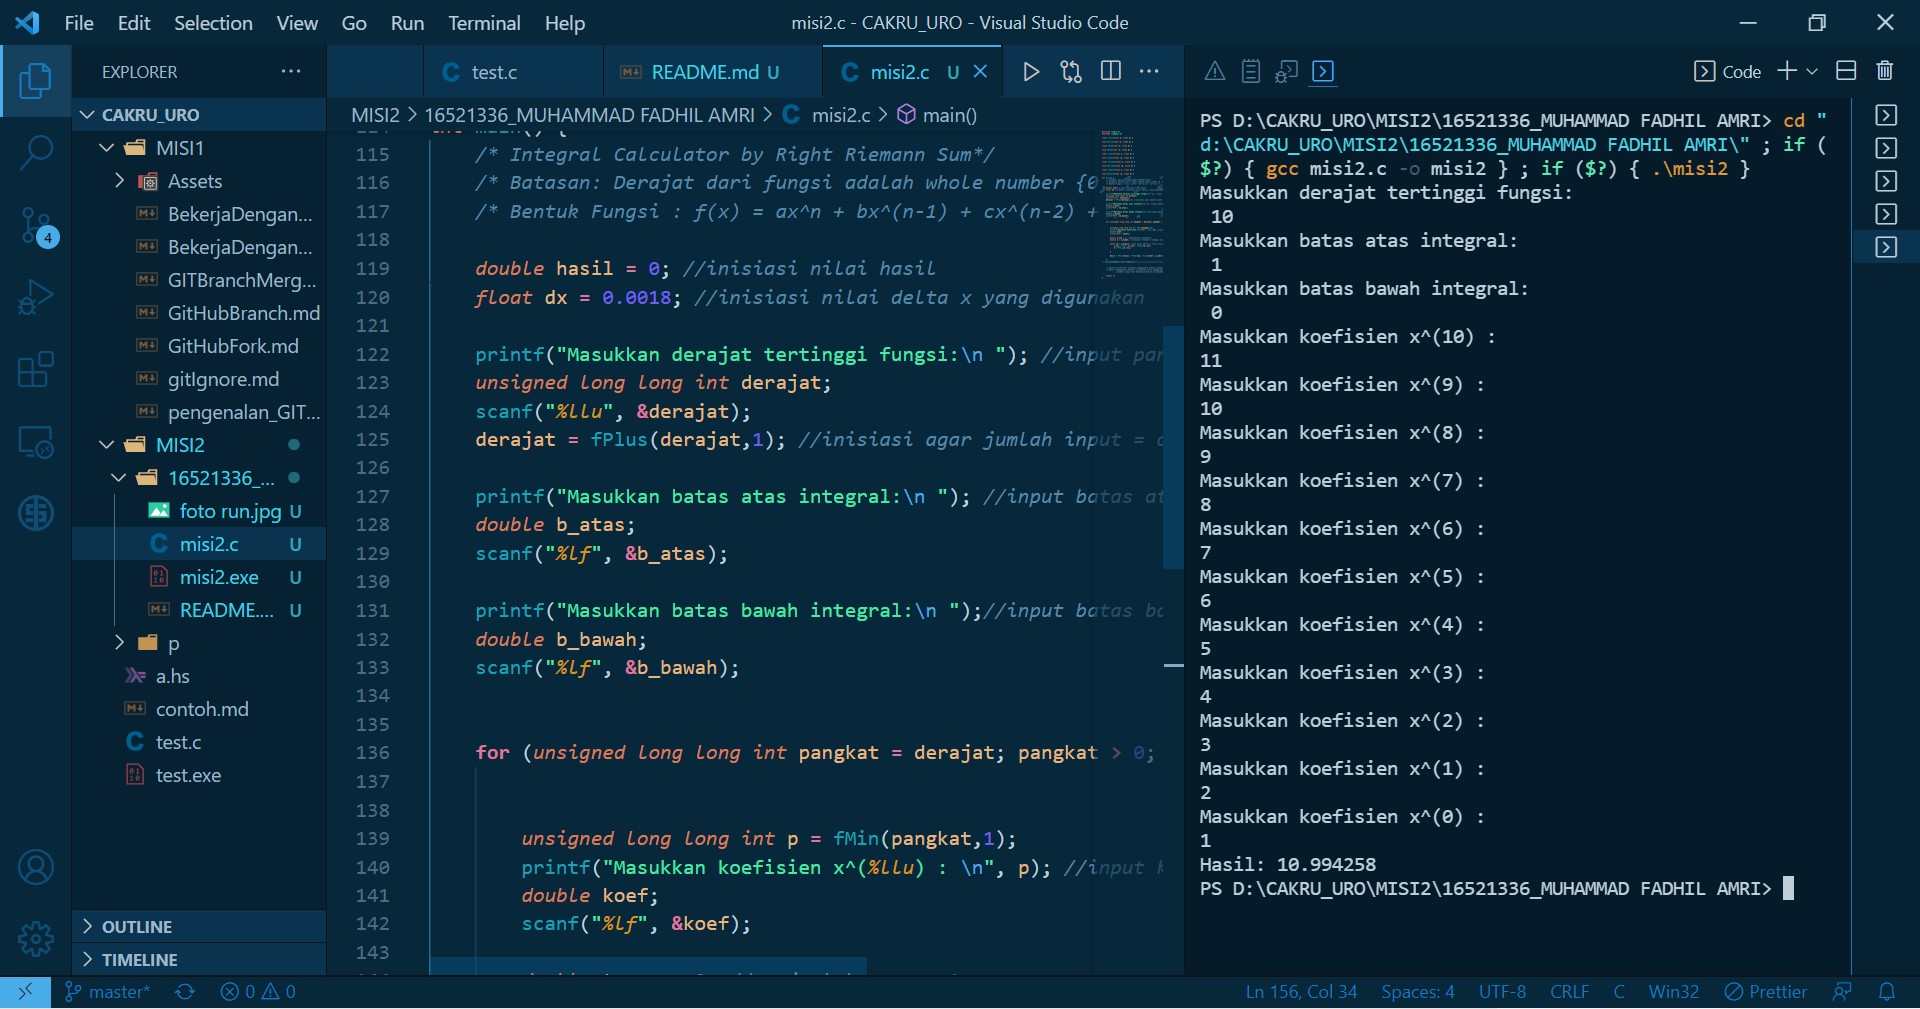 File Edit Selection View Go Run Terminal Help
misi2.c - CAKRU_URO - Visual Studio Code
EXPLORER
CAKRU_URO
MISI1
Assets
BekerjaDengan...
BekerjaDengan...
GITBranchMerg...
GitHubBranch.md
GitHubFork.md
gitIgnore.md
pengenalan_GIT...
MISI2
16521336_...
foto run.jpg U
misi2.c U
misi2.exe U
README.... U
p
a.hs
contoh.md
test.c
test.exe
OUTLINE
TIMELINE
4
test.c
README.md U
misi2.c U
MISI2 > 16521336_MUHAMMAD FADHIL AMRI > C misi2.c > main()
115 /* Integral Calculator by Right Riemann Sum*/
116 /* Batasan: Derajat dari fungsi adalah whole number {0
117 /* Bentuk Fungsi : f(x) = ax^n + bx^(n-1) + cx^(n-2) +
118
119 double hasil = 0; //inisiasi nilai hasil
120 float dx = 0.0018; //inisiasi nilai delta x yang digunakan
121
122 printf("Masukkan derajat tertinggi fungsi:\n "); //input pan
123 unsigned long long int derajat;
124 scanf("%llu", &derajat);
125 derajat = fPlus(derajat,1); //inisiasi agar jumlah input =
126
127 printf("Masukkan batas atas integral:\n "); //input batas at
128 double b_atas;
129 scanf("%lf", &b_atas);
130
131 printf("Masukkan batas bawah integral:\n ");//input batas ba
132 double b_bawah;
133 scanf("%lf", &b_bawah);
134
135
136 for (unsigned long long int pangkat = derajat; pangkat > 0;
137
138
139 unsigned long long int p = fMin(pangkat,1);
140 printf("Masukkan koefisien x^(%llu) : \n", p); //input k
141 double koef;
142 scanf("%lf", &koef);
143
Code
PS D:\CAKRU_URO\MISI2\16521336_MUHAMMAD FADHIL AMRI> cd "
d:\CAKRU_URO\MISI2\16521336_MUHAMMAD FADHIL AMRI\" ; if (
$?) { gcc misi2.c -o misi2 } ; if ($?) { .\misi2 }
Masukkan derajat tertinggi fungsi:
10
Masukkan batas atas integral:
1
Masukkan batas bawah integral:
0
Masukkan koefisien x^(10) :
11
Masukkan koefisien x^(9) :
10
Masukkan koefisien x^(8) :
9
Masukkan koefisien x^(7) :
8
Masukkan koefisien x^(6) :
7
Masukkan koefisien x^(5) :
6
Masukkan koefisien x^(4) :
5
Masukkan koefisien x^(3) :
4
Masukkan koefisien x^(2) :
3
Masukkan koefisien x^(1) :
2
Masukkan koefisien x^(0) :
1
Hasil: 10.994258
PS D:\CAKRU_URO\MISI2\16521336_MUHAMMAD FADHIL AMRI>
master* 0 0
Ln 156, Col 34 Spaces: 4 UTF-8 CRLF C Win32 Prettier